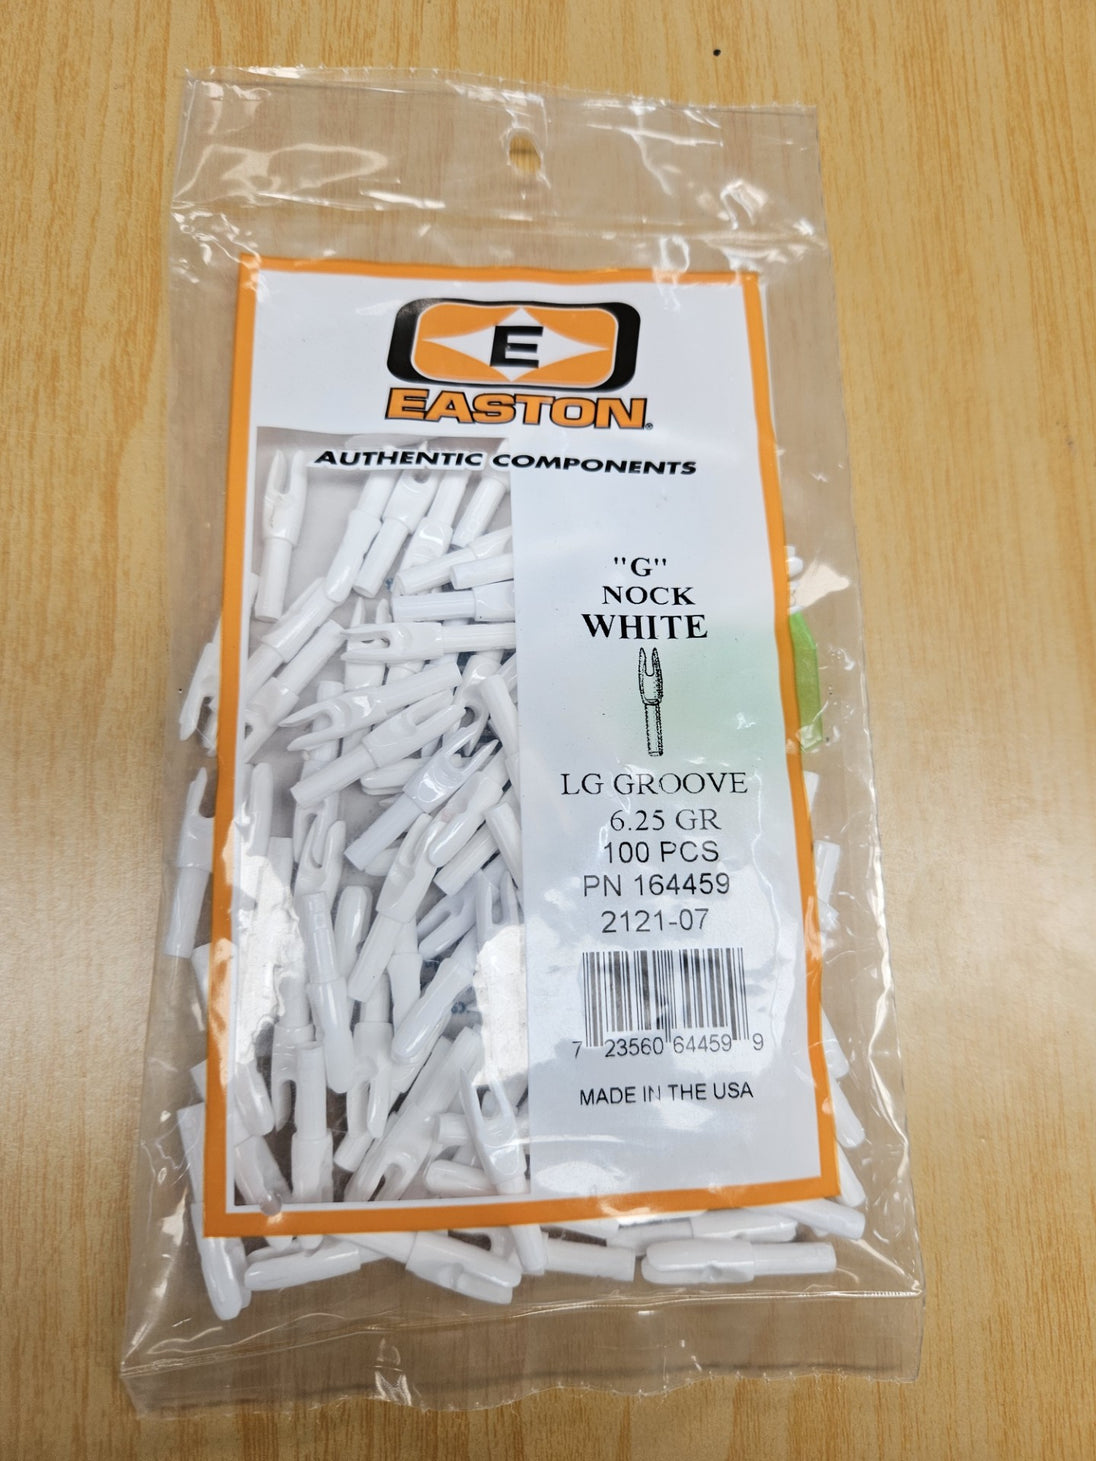 E
EASTON®
AUTHENTIC COMPONENTS
"G"
NOCK
WHITE
LG GROOVE
6.25 GR
100 PCS
PN 164459
2121-07
7 23560 64459 9
MADE IN THE USA